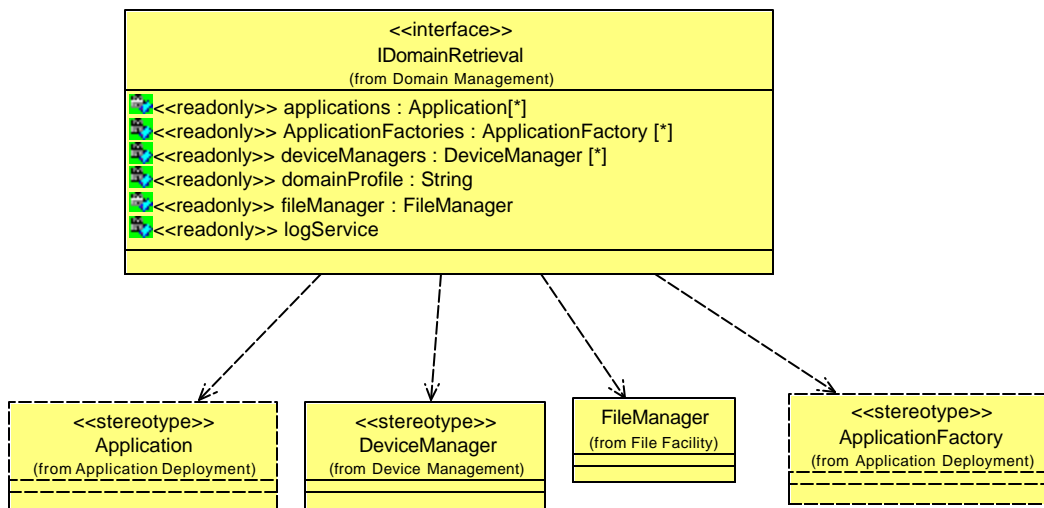 <<interface>>
IDomainRetrieval
(from Domain Management)
<<readonly>> applications : Application[*]
<<readonly>> ApplicationFactories : ApplicationFactory [*]
<<readonly>> deviceManagers : DeviceManager [*]
<<readonly>> domainProfile : String
<<readonly>> fileManager : FileManager
<<readonly>> logService
<<stereotype>>
Application
(from Application Deployment)
<<stereotype>>
DeviceManager
(from Device Management)
FileManager
(from File Facility)
<<stereotype>>
ApplicationFactory
(from Application Deployment)